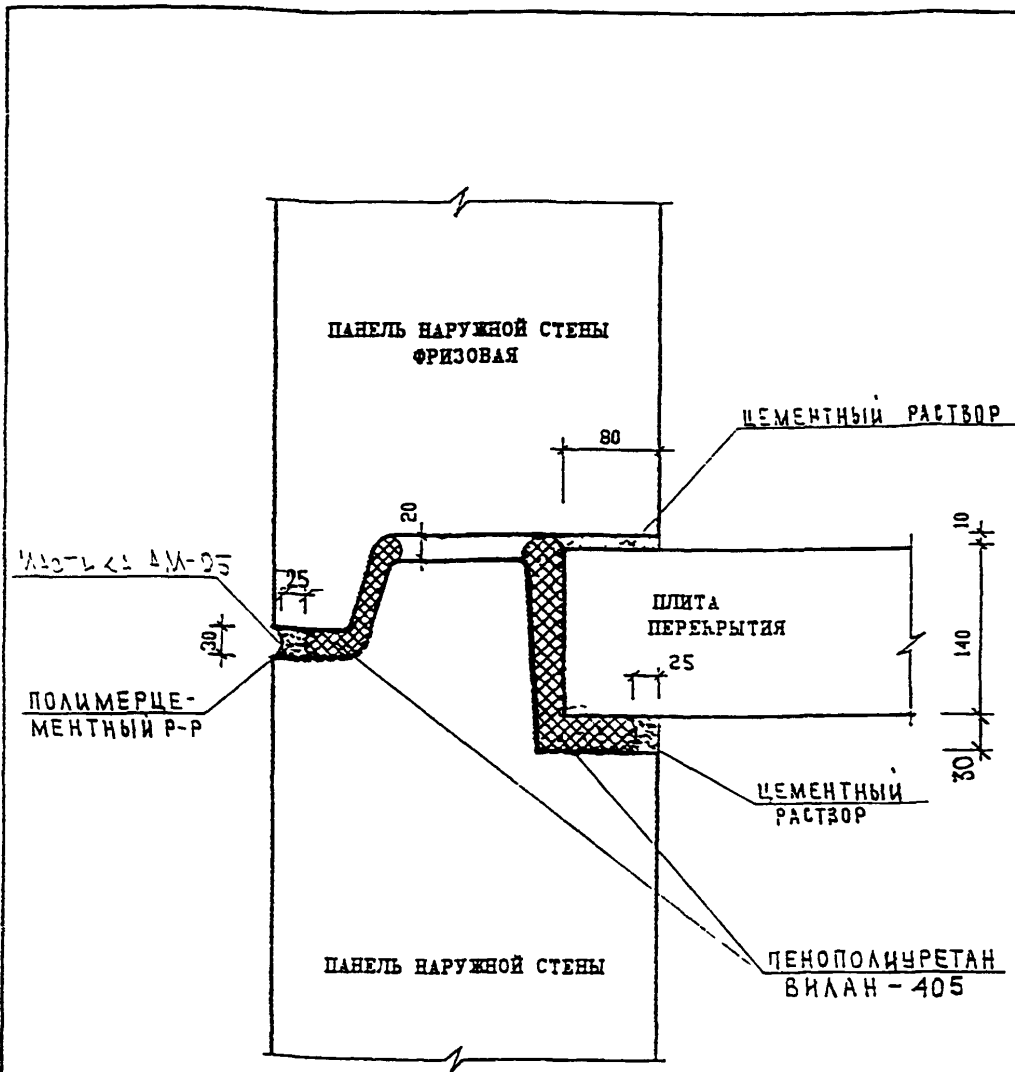 ПАНЕЛЬ НАРУЖНОЙ СТЕНЫ
ФРИЗОВАЯ
ЦЕМЕНТНЫЙ РАСТВОР
80
20
10
25
30
ПЛИТА
ПЕРЕКРЫТИЯ
140
25
ПОЛИМЕРЦЕ-
МЕНТНЫЙ Р-Р
30
ЦЕМЕНТНЫЙ
РАСТВОР
ПАНЕЛЬ НАРУЖНОЙ СТЕНЫ
ПЕНОПОЛИУРЕТАН
ВИЛАН-405